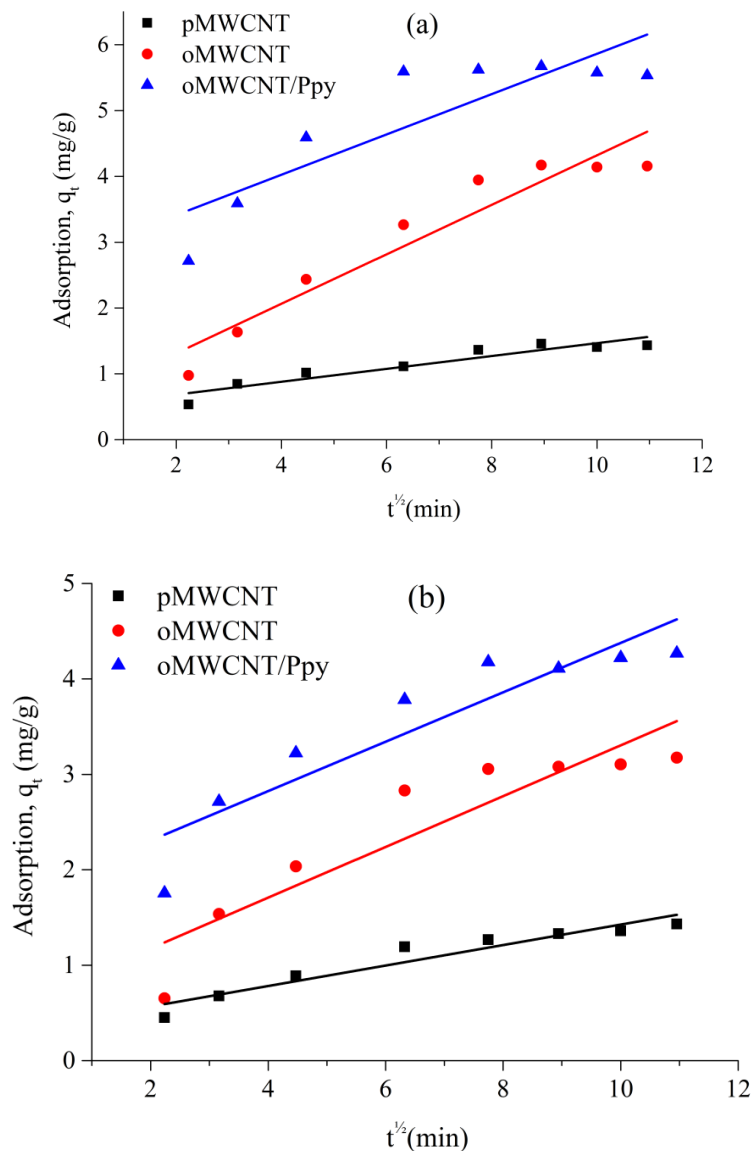 (a)
pMWCNT
oMWCNT
oMWCNT/Ppy
6
5
4
3
2
1
0
Adsorption, qₜ (mg/g)
2 4 6 8 10 12
t^½(min)
(b)
pMWCNT
oMWCNT
oMWCNT/Ppy
5
4
3
2
1
0
Adsorption, qₜ (mg/g)
2 4 6 8 10 12
t^½(min)